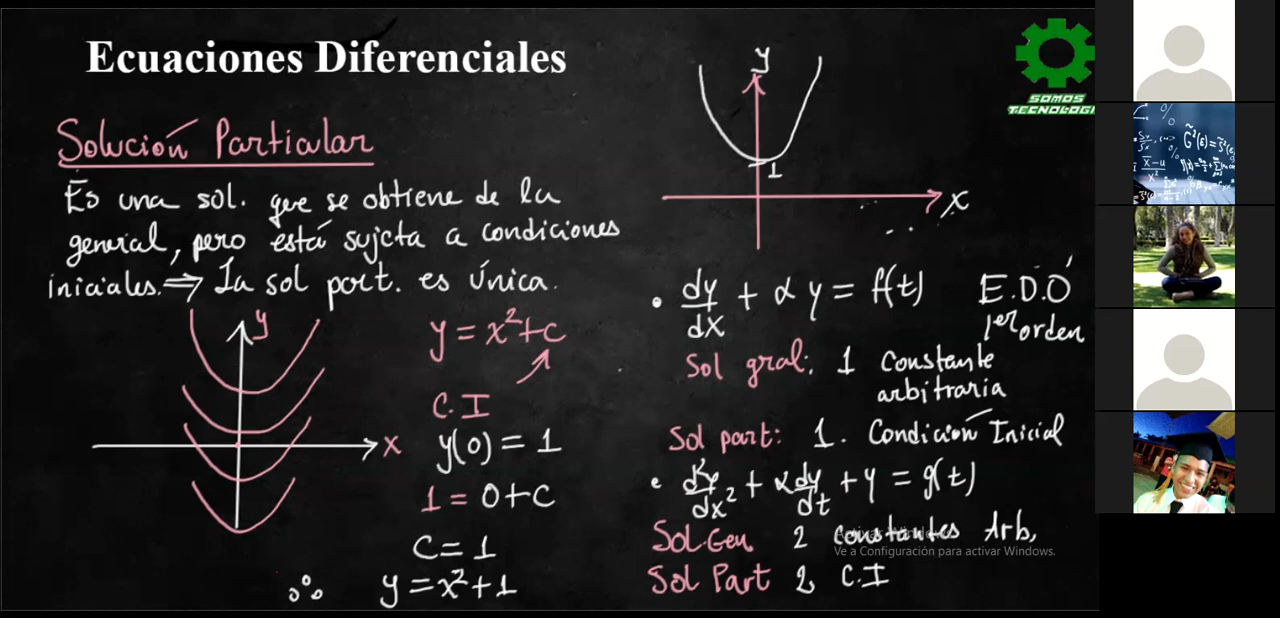 Ecuaciones Diferenciales
SOMOS
TECNOLOGI
Solución Particular
Es una sol. que se obtiene de la
general, pero está sujeta a condiciones
iniciales. ⇒ La sol part. es única.
y
x
y = x²+c
C.I
y(0) = 1
1 = 0+c
C = 1
∴ y = x²+1
y
1
x
• dy/dx + α y = f(t) E.D.O
1er orden
Sol gral: 1 Constante
arbitraria
Sol part: 1. Condición Inicial
• d²y/dx² + α dy/dt + y = g(t)
Sol.Gen 2 constantes Arb,
Ve a Configuración para activar Windows.
Sol Part 2 C.I